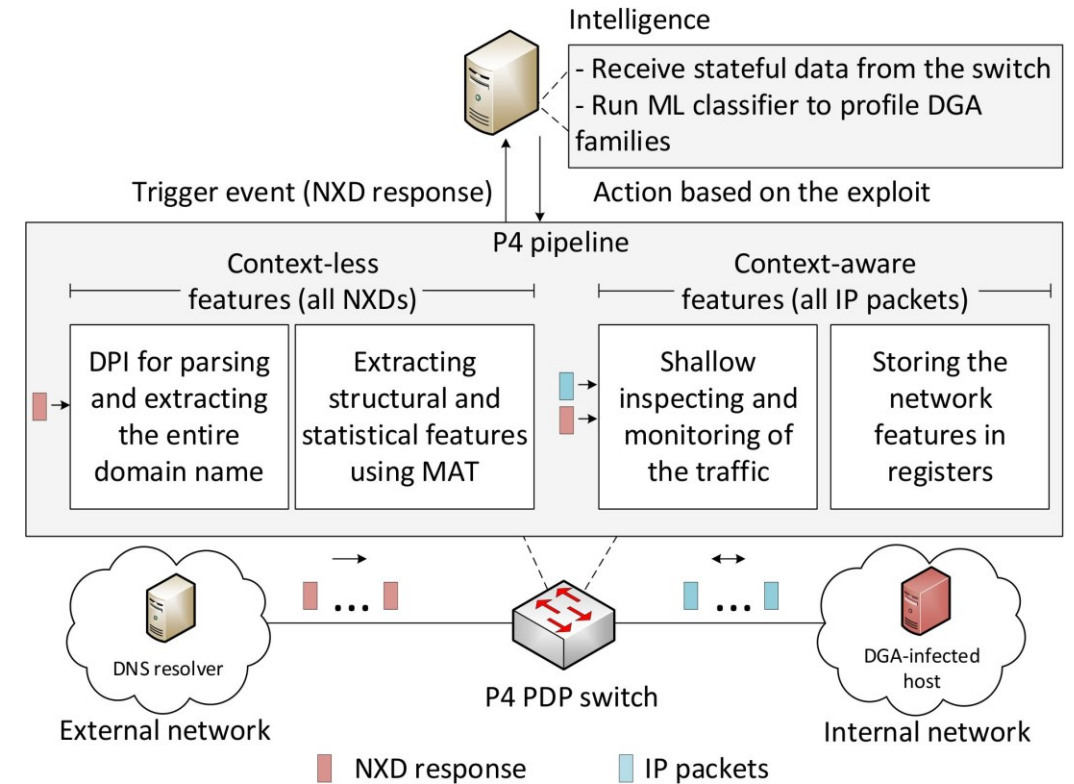 Intelligence
- Receive stateful data from the switch
- Run ML classifier to profile DGA
families
Trigger event (NXD response)
Action based on the exploit
P4 pipeline
Context-less
features (all NXDs)
Context-aware
features (all IP packets)
DPI for parsing
and extracting
the entire
domain name
Extracting
structural and
statistical features
using MAT
Shallow
inspecting and
monitoring of
the traffic
Storing the
network
features in
registers
...
...
DNS resolver
External network
P4 PDP switch
DGA-infected
host
Internal network
NXD response
IP packets